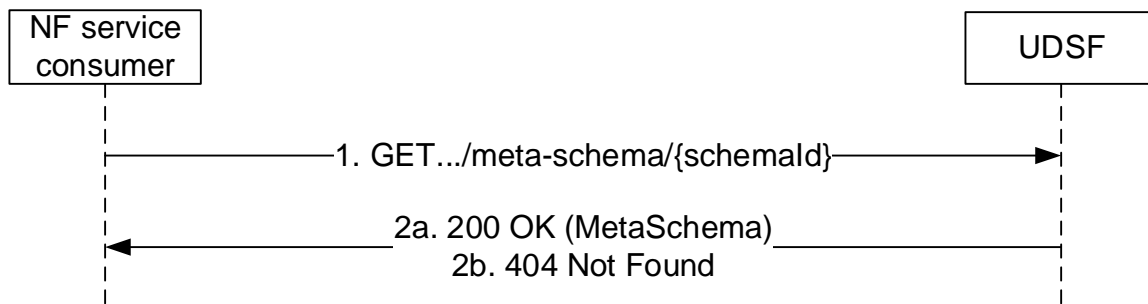 NF service
consumer
UDSF
1. GET.../meta-schema/{schemaId}
2a. 200 OK (MetaSchema)
2b. 404 Not Found